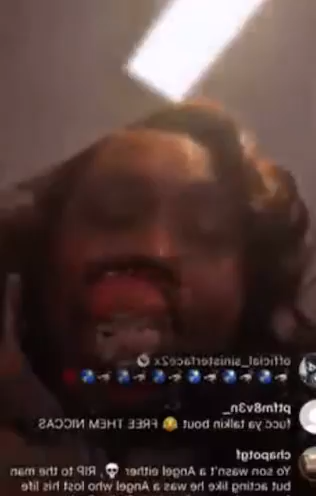 official_sinisterface2x
ptfm8v3n_
fucc ya talkin bout 😂 FREE THEM NICCAS
chapotgf
Yo son wasn't a Angel either 💀, RIP to the man
but acting like he was a Angel who lost his life